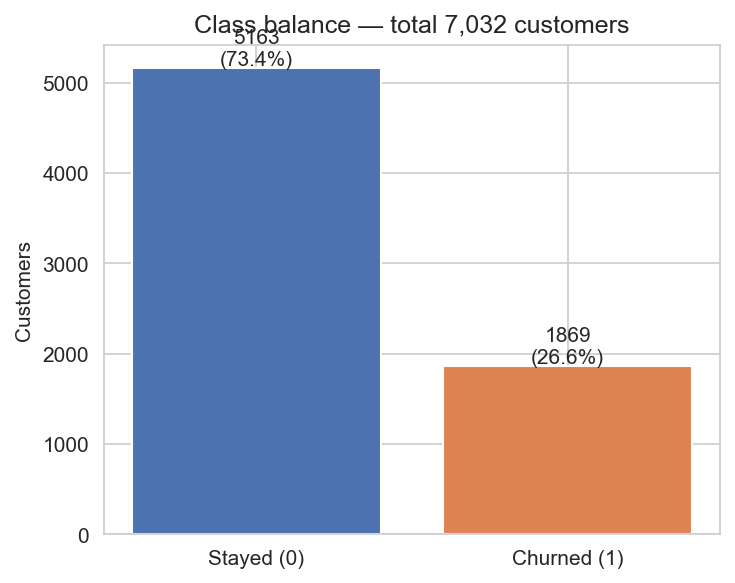 Class balance — total 7,032 customers
5163
(73.4%)
5000
4000
3000
2000
1000
0
Customers
1869
(26.6%)
Stayed (0)
Churned (1)